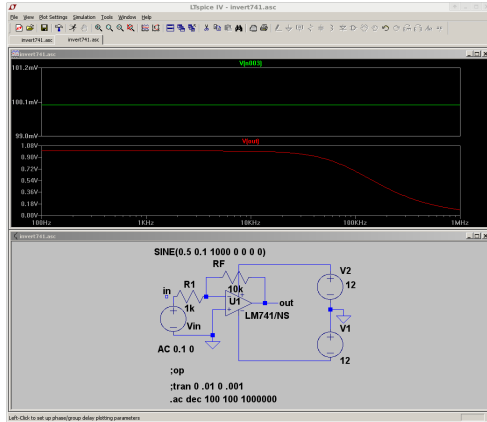 LTspice IV - invert741.asc
File View Plot Settings Simulation Tools Window Help
invert741.asc invert741.asc
invert741.asc
V(n003)
101.2mV
100.1mV
99.0mV
V(out)
1.08V
0.90V
0.72V
0.54V
0.36V
0.18V
0.00V
100Hz 1KHz 10KHz 100KHz 1MHz
invert741.asc
SINE(0.5 0.1 1000 0 0 0 0)
RF
V2
in R1 10k 12
U1 out
1k LM741/NS
Vin V1
AC 0.1 0 12
;op
;tran 0 .01 0 .001
.ac dec 100 100 1000000
Left-Click to set up phase/group delay plotting parameters